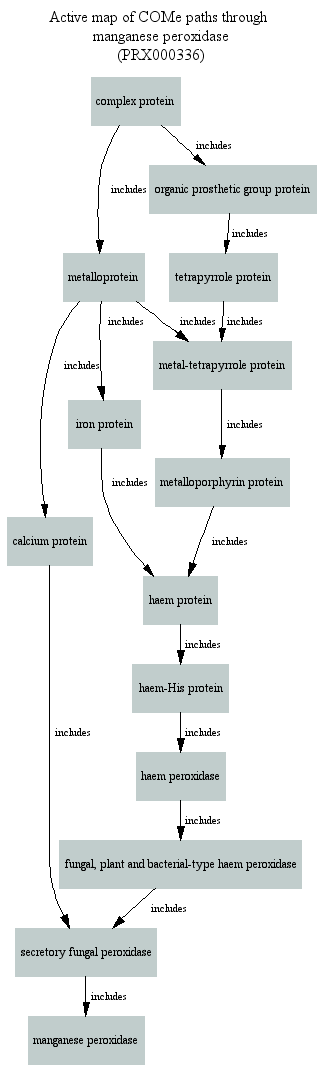 Active map of COMe paths through
manganese peroxidase
(PRX000336)
complex protein
includes
includes
organic prosthetic group protein
includes
metalloprotein
tetrapyrrole protein
includes
includes
includes
includes
metal-tetrapyrrole protein
iron protein
includes
includes
metalloporphyrin protein
calcium protein
includes
haem protein
includes
haem-His protein
includes
includes
haem peroxidase
includes
fungal, plant and bacterial-type haem peroxidase
includes
secretory fungal peroxidase
includes
manganese peroxidase